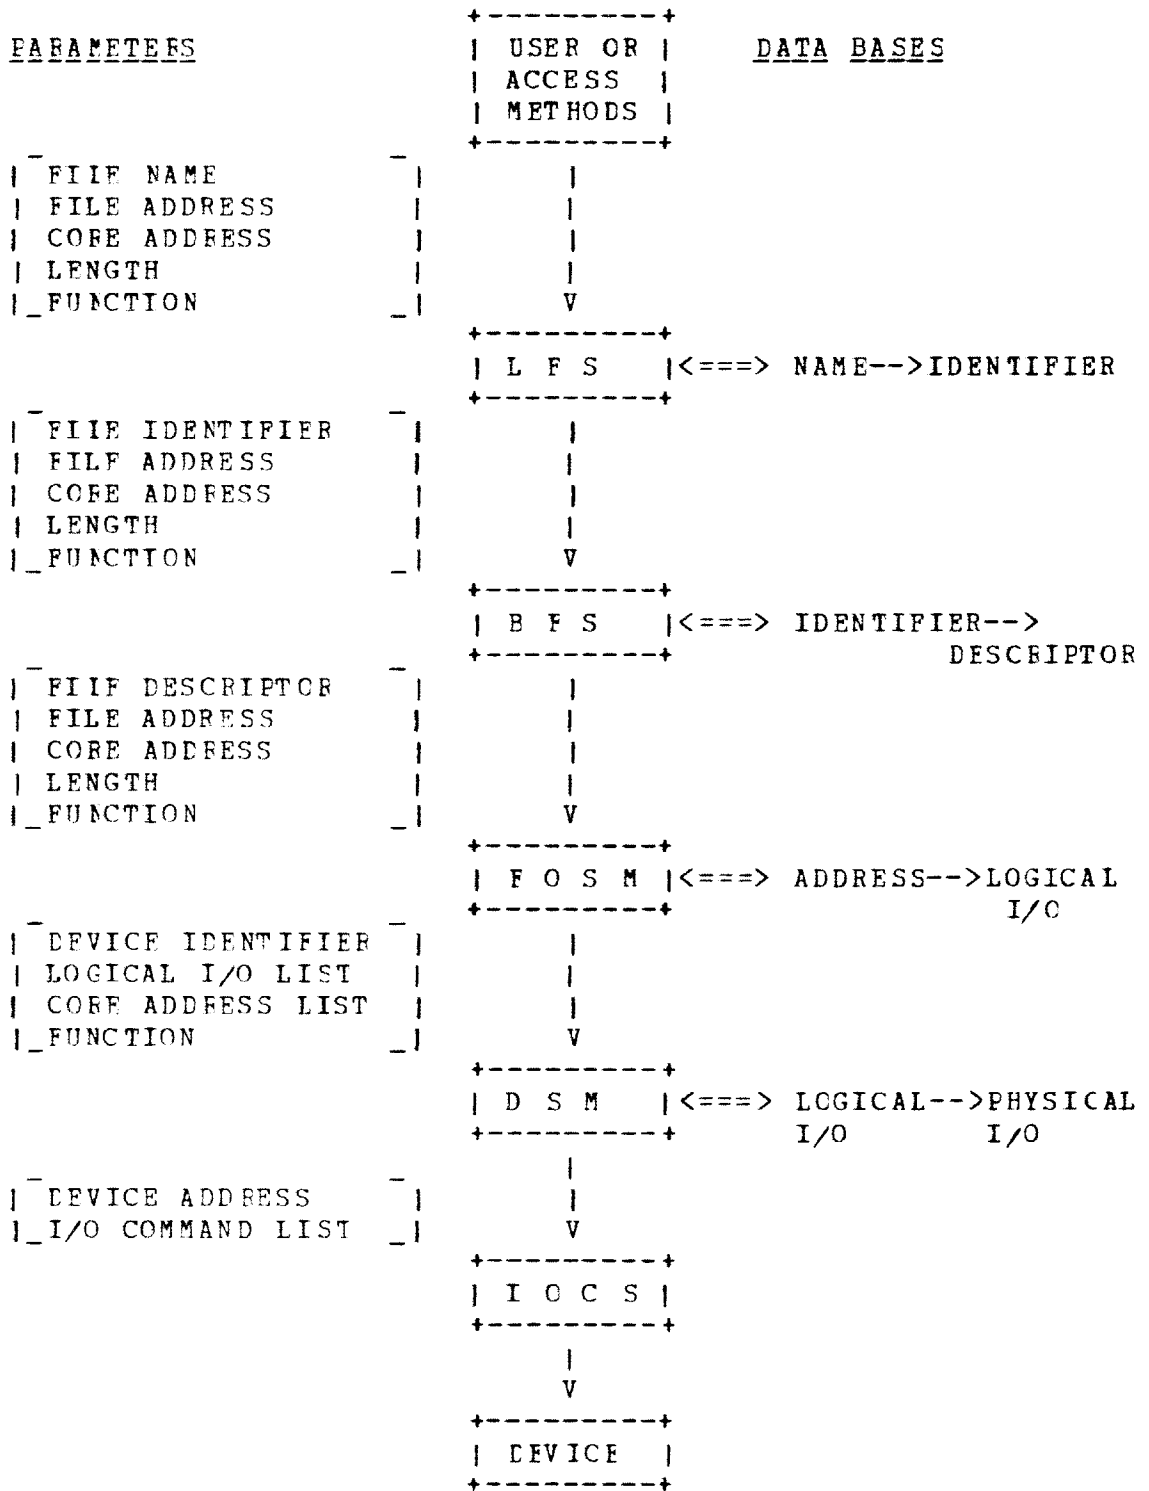 PARAMETERS
USER OR
ACCESS
METHODS
DATA BASES
FILE NAME
FILE ADDRESS
CORE ADDRESS
LENGTH
FUNCTION
L F S <===> NAME-->IDENTIFIER
FILE IDENTIFIER
FILE ADDRESS
CORE ADDRESS
LENGTH
FUNCTION
B F S <===> IDENTIFIER-->
DESCRIPTOR
FILE DESCRIPTOR
FILE ADDRESS
CORE ADDRESS
LENGTH
FUNCTION
F O S M <===> ADDRESS-->LOGICAL
I/O
DEVICE IDENTIFIER
LOGICAL I/O LIST
CORE ADDRESS LIST
FUNCTION
D S M <===> LOGICAL-->PHYSICAL
I/O I/O
DEVICE ADDRESS
I/O COMMAND LIST
I O C S
DEVICE